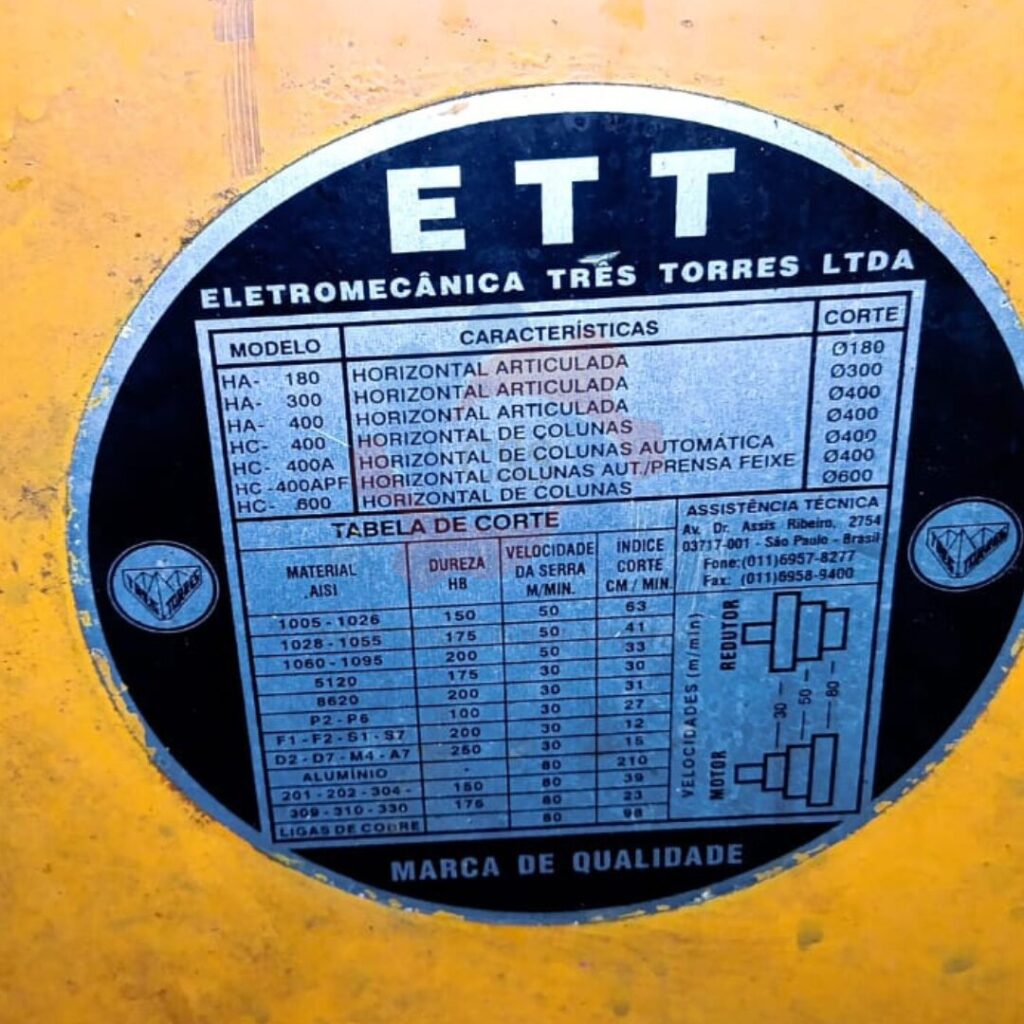 ETT
ELETROMECÂNICA TRÊS TORRES LTDA
MODELO CARACTERÍSTICAS CORTE
HA- 180 HORIZONTAL ARTICULADA Ø180
HA- 300 HORIZONTAL ARTICULADA Ø300
HA- 400 HORIZONTAL ARTICULADA Ø400
HC- 400 HORIZONTAL DE COLUNAS Ø400
HC- 400A HORIZONTAL DE COLUNAS AUTOMÁTICA Ø400
HC-400APF HORIZONTAL COLUNAS AUT./PRENSA FEIXE Ø400
HC- 600 HORIZONTAL DE COLUNAS Ø600
TABELA DE CORTE
MATERIAL AISI DUREZA HB VELOCIDADE DA SERRA M/MIN. ÍNDICE CORTE CM / MIN.
1005 - 1026 150 50 63
1028 - 1055 175 50 41
1060 - 1095 200 50 33
5120 175 30 30
8620 200 30 31
P2 - P6 100 30 27
F1 - F2 - S1 - S7 200 30 12
D2 - D7 - M4 - A7 250 30 15
ALUMÍNIO - 80 210
201 - 202 - 304 - 150 80 39
309 - 310 - 330 175 80 23
LIGAS DE COBRE 80 98
ASSISTÊNCIA TÉCNICA
Av. Dr. Assis Ribeiro, 2754
03717-001 - São Paulo - Brasil
Fone:(011)6957-8277
Fax: (011)6958-9400
VELOCIDADES (m/min)
REDUTOR
30 50 80
MOTOR
TRÊS TORRES
TRÊS TORRES
MARCA DE QUALIDADE